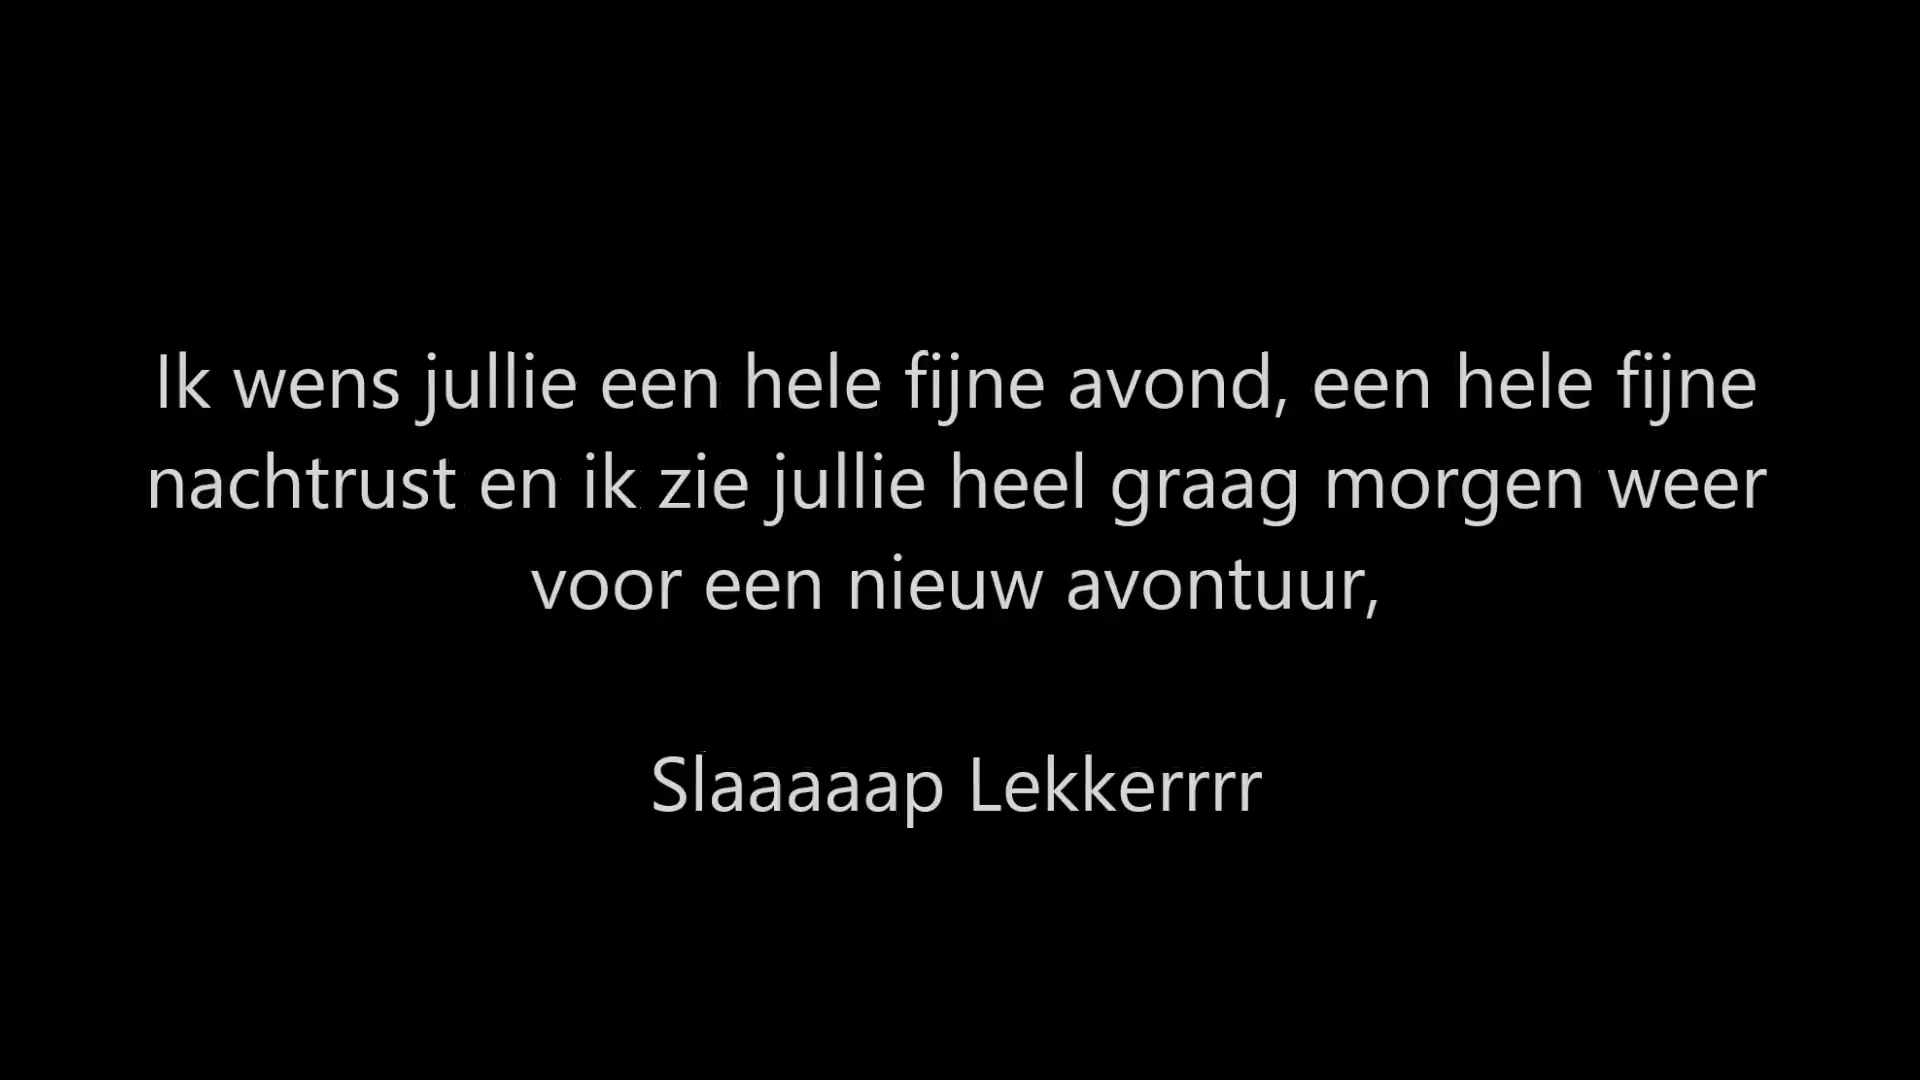 Ik wens jullie een hele fijne avond, een hele fijne
nachtrust en ik zie jullie heel graag morgen weer
voor een nieuw avontuur,
Slaaaaap Lekkerrrr